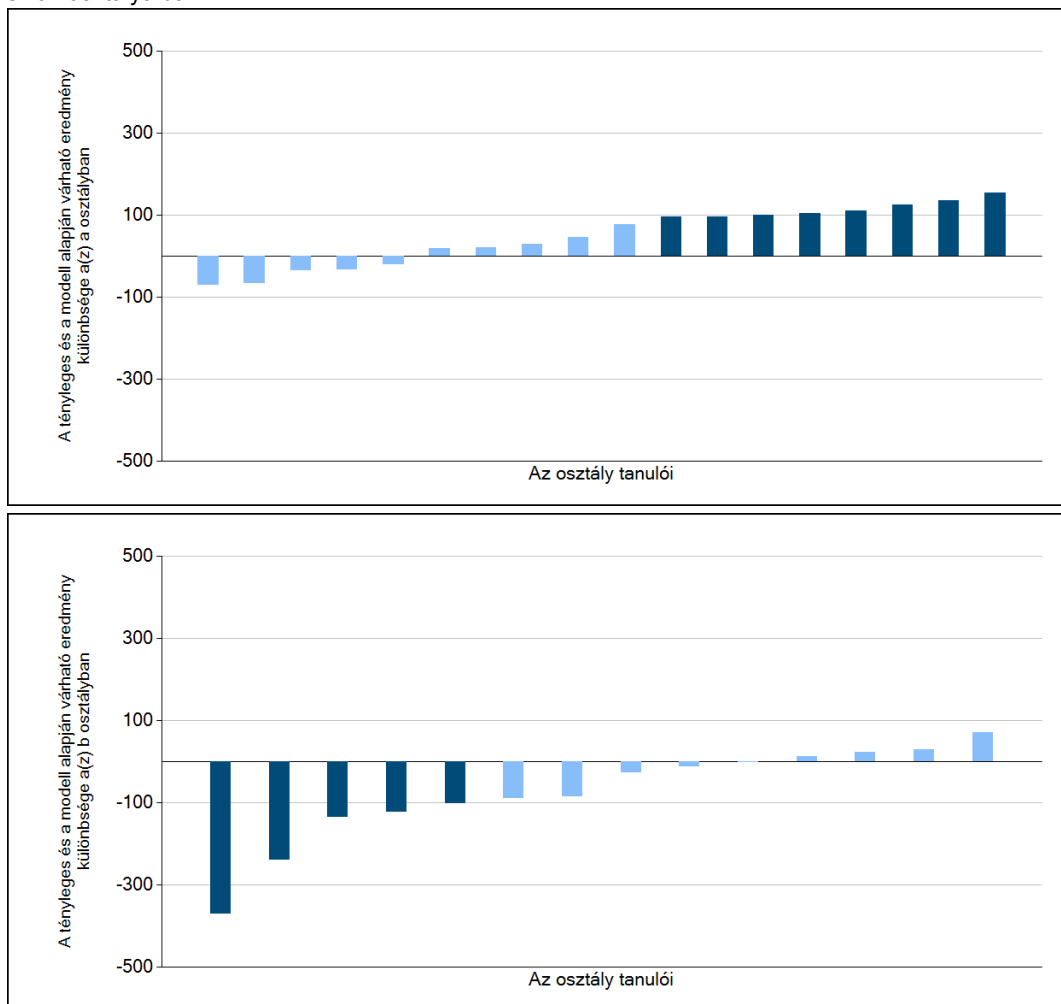 500
300
100
-100
-300
-500
A tényleges és a modell alapján várható eredmény
különbsége a(z) a osztályban
Az osztály tanulói
500
300
100
-100
-300
-500
A tényleges és a modell alapján várható eredmény
különbsége a(z) b osztályban
Az osztály tanulói